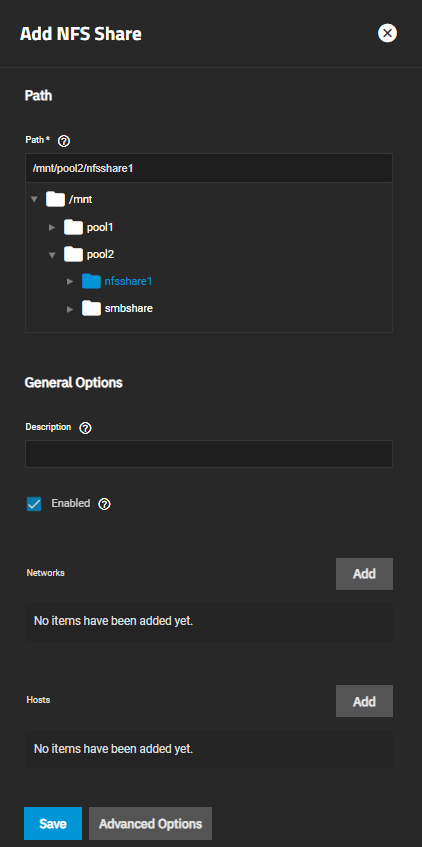 Add NFS Share
Path
Path *
/mnt/pool2/nfsshare1
/mnt
pool1
pool2
nfsshare1
smbshare
General Options
Description
Enabled
Networks
Add
No items have been added yet.
Hosts
Add
No items have been added yet.
Save
Advanced Options